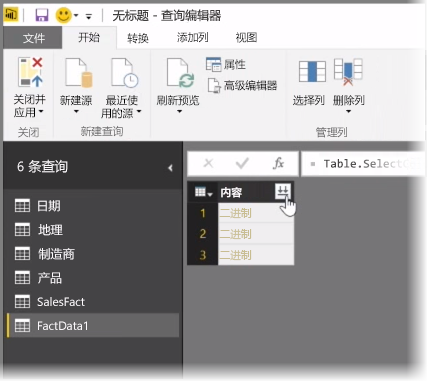 无标题 - 查询编辑器
文件 开始 转换 添加列 视图
关闭并应用 新建源 最近使用的源 刷新预览 属性 高级编辑器 选择列 删除列
关闭 新建查询 管理列
6 条查询
fx = Table.SelectC
日期
地理
制造商
产品
SalesFact
FactData1
内容
1 二进制
2 二进制
3 二进制